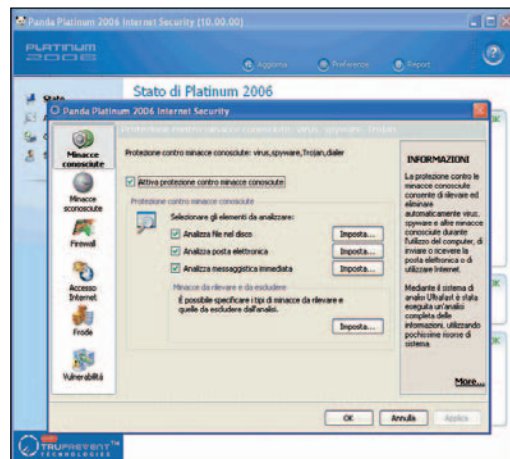 Panda Platinum 2006 Internet Security (10.00.00)
PLATINUM
2006
Aggiorna
Preferenze
Report
Stato di Platinum 2006
Panda Platinum 2006 Internet Security
Protezione contro minacce conosciute: virus, spyware, Trojan
Minacce conosciute
Minacce sconosciute
Firewall
Accesso Internet
Frode
Vulnerabilità
Protezione contro minacce conosciute: virus,spyware,Trojan,dialer
Attiva protezione contro minacce conosciute
Protezione contro minacce conosciute
Selezionare gli elementi da analizzare:
Analizza file nel disco
Imposta...
Analizza posta elettronica
Imposta...
Analizza messaggistica immediata
Imposta...
Minacce da rilevare e da escludere
É possibile specificare i tipi di minacce da rilevare e
quelle da escludere dall'analisi.
Imposta...
INFORMAZIONI
La protezione contro le
minacce conosciute
consente di rilevare ed
eliminare
automaticamente virus,
spyware e altre minacce
conosciute durante
l'utilizzo del computer, di
inviare o ricevere la
posta elettronica o di
utilizzare Internet.
Mediante il sistema di
analisi Ultrafast è stata
eseguita un'analisi
completa delle
informazioni, utilizzando
pochissime risorse di
sistema.
More...
OK
Annulla
Applica
TRUPREVENT™
TECHNOLOGIES